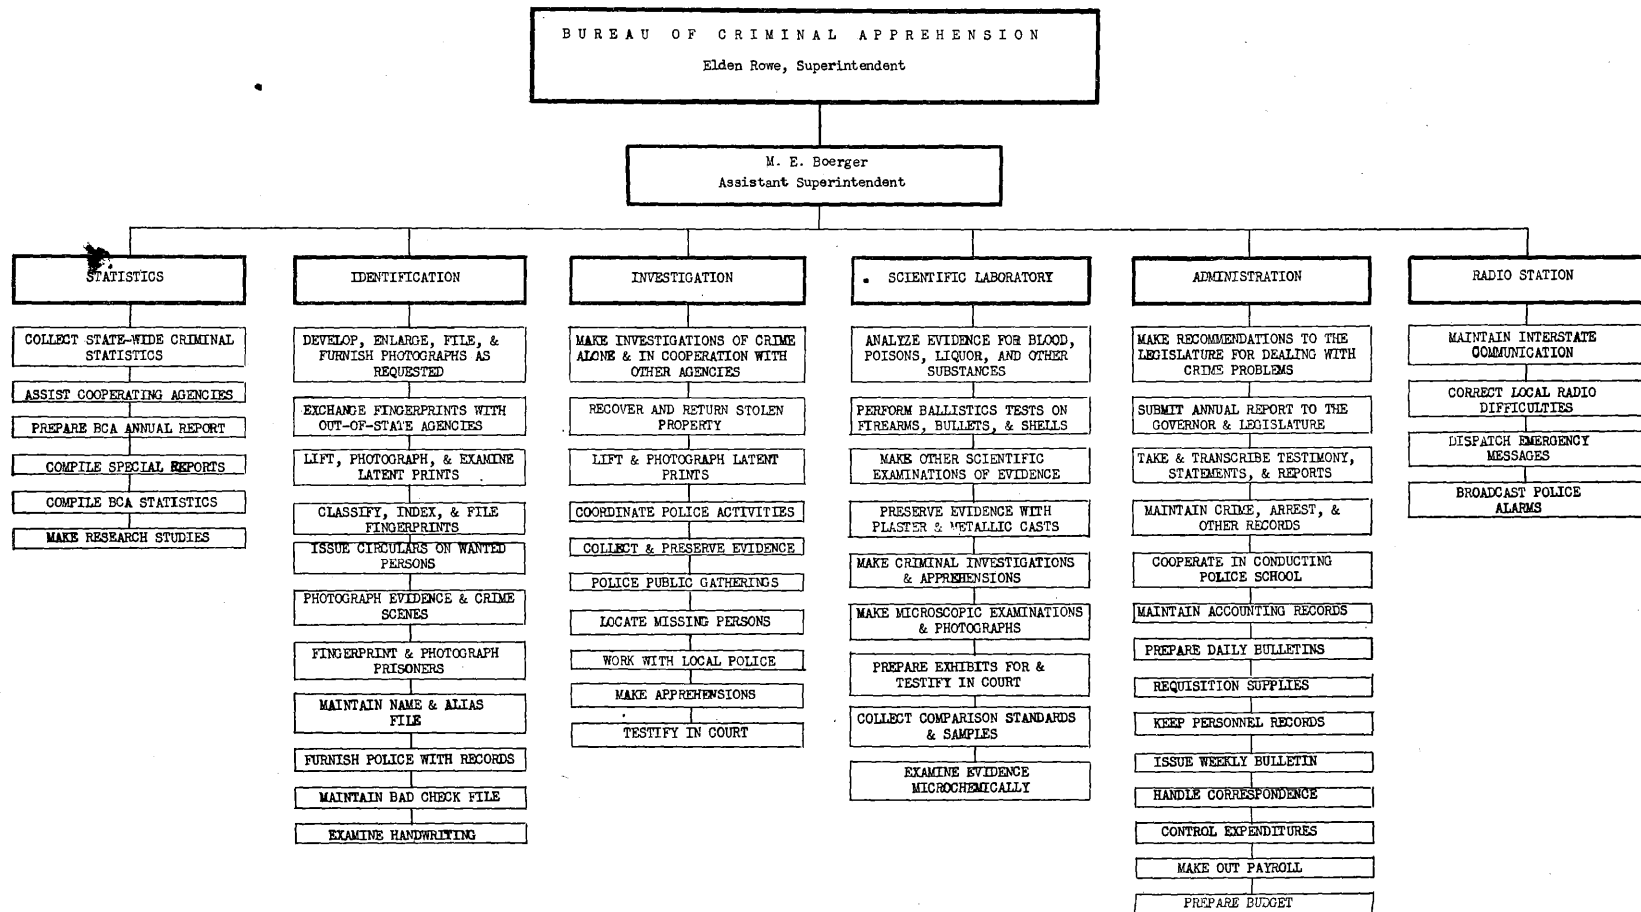 BUREAU OF CRIMINAL APPREHENSION
Elden Rowe, Superintendent
M. E. Boerger
Assistant Superintendent
STATISTICS
COLLECT STATE-WIDE CRIMINAL
STATISTICS
ASSIST COOPERATING AGENCIES
PREPARE BCA ANNUAL REPORT
COMPILE SPECIAL REPORTS
COMPILE BCA STATISTICS
MAKE RESEARCH STUDIES
IDENTIFICATION
DEVELOP, ENLARGE, FILE, &
FURNISH PHOTOGRAPHS AS
REQUESTED
EXCHANGE FINGERPRINTS WITH
OUT-OF-STATE AGENCIES
LIFT, PHOTOGRAPH, & EXAMINE
LATENT PRINTS
CLASSIFY, INDEX, & FILE
FINGERPRINTS
ISSUE CIRCULARS ON WANTED
PERSONS
PHOTOGRAPH EVIDENCE & CRIME
SCENES
FINGERPRINT & PHOTOGRAPH
PRISONERS
MAINTAIN NAME & ALIAS
FILE
FURNISH POLICE WITH RECORDS
MAINTAIN BAD CHECK FILE
EXAMINE HANDWRITING
INVESTIGATION
MAKE INVESTIGATIONS OF CRIME
ALONE & IN COOPERATION WITH
OTHER AGENCIES
RECOVER AND RETURN STOLEN
PROPERTY
LIFT & PHOTOGRAPH LATENT
PRINTS
COORDINATE POLICE ACTIVITIES
COLLECT & PRESERVE EVIDENCE
POLICE PUBLIC GATHERINGS
LOCATE MISSING PERSONS
WORK WITH LOCAL POLICE
MAKE APPREHENSIONS
TESTIFY IN COURT
SCIENTIFIC LABORATORY
ANALYZE EVIDENCE FOR BLOOD,
POISONS, LIQUOR, AND OTHER
SUBSTANCES
PERFORM BALLISTICS TESTS ON
FIREARMS, BULLETS, & SHELLS
MAKE OTHER SCIENTIFIC
EXAMINATIONS OF EVIDENCE
PRESERVE EVIDENCE WITH
PLASTER & METALLIC CASTS
MAKE CRIMINAL INVESTIGATIONS
& APPREHENSIONS
MAKE MICROSCOPIC EXAMINATIONS
& PHOTOGRAPHS
PREPARE EXHIBITS FOR &
TESTIFY IN COURT
COLLECT COMPARISON STANDARDS
& SAMPLES
EXAMINE EVIDENCE
MICROCHEMICALLY
ADMINISTRATION
MAKE RECOMMENDATIONS TO THE
LEGISLATURE FOR DEALING WITH
CRIME PROBLEMS
SUBMIT ANNUAL REPORT TO THE
GOVERNOR & LEGISLATURE
TAKE & TRANSCRIBE TESTIMONY,
STATEMENTS, & REPORTS
MAINTAIN CRIME, ARREST, &
OTHER RECORDS
COOPERATE IN CONDUCTING
POLICE SCHOOL
MAINTAIN ACCOUNTING RECORDS
PREPARE DAILY BULLETINS
REQUISITION SUPPLIES
KEEP PERSONNEL RECORDS
ISSUE WEEKLY BULLETIN
HANDLE CORRESPONDENCE
CONTROL EXPENDITURES
MAKE OUT PAYROLL
PREPARE BUDGET
RADIO STATION
MAINTAIN INTERSTATE
COMMUNICATION
CORRECT LOCAL RADIO
DIFFICULTIES
DISPATCH EMERGENCY
MESSAGES
BROADCAST POLICE
ALARMS